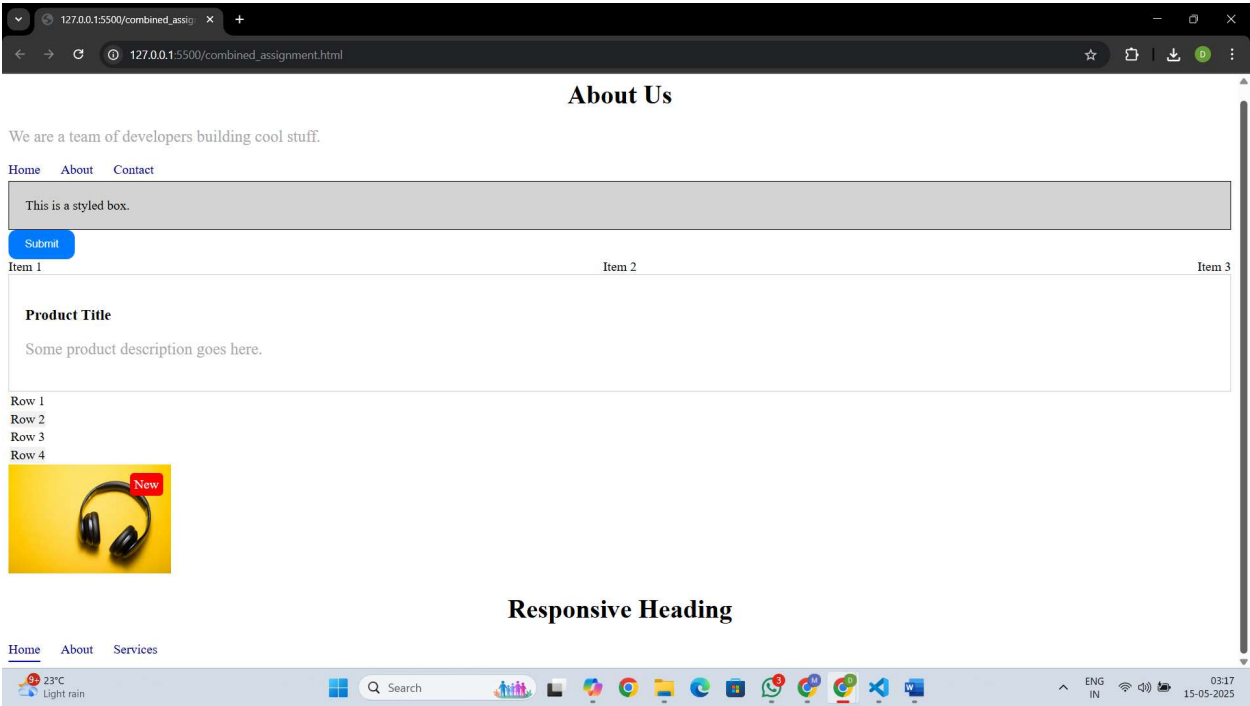 127.0.0.1:5500/combined_assig
127.0.0.1:5500/combined_assignment.html
D
About Us
We are a team of developers building cool stuff.
Home About Contact
This is a styled box.
Submit
Item 1 Item 2 Item 3
Product Title
Some product description goes here.
Row 1
Row 2
Row 3
Row 4
New
Responsive Heading
Home About Services
9+
23°C
Light rain
Search
3
M
D
W
ENG
IN
03:17
15-05-2025